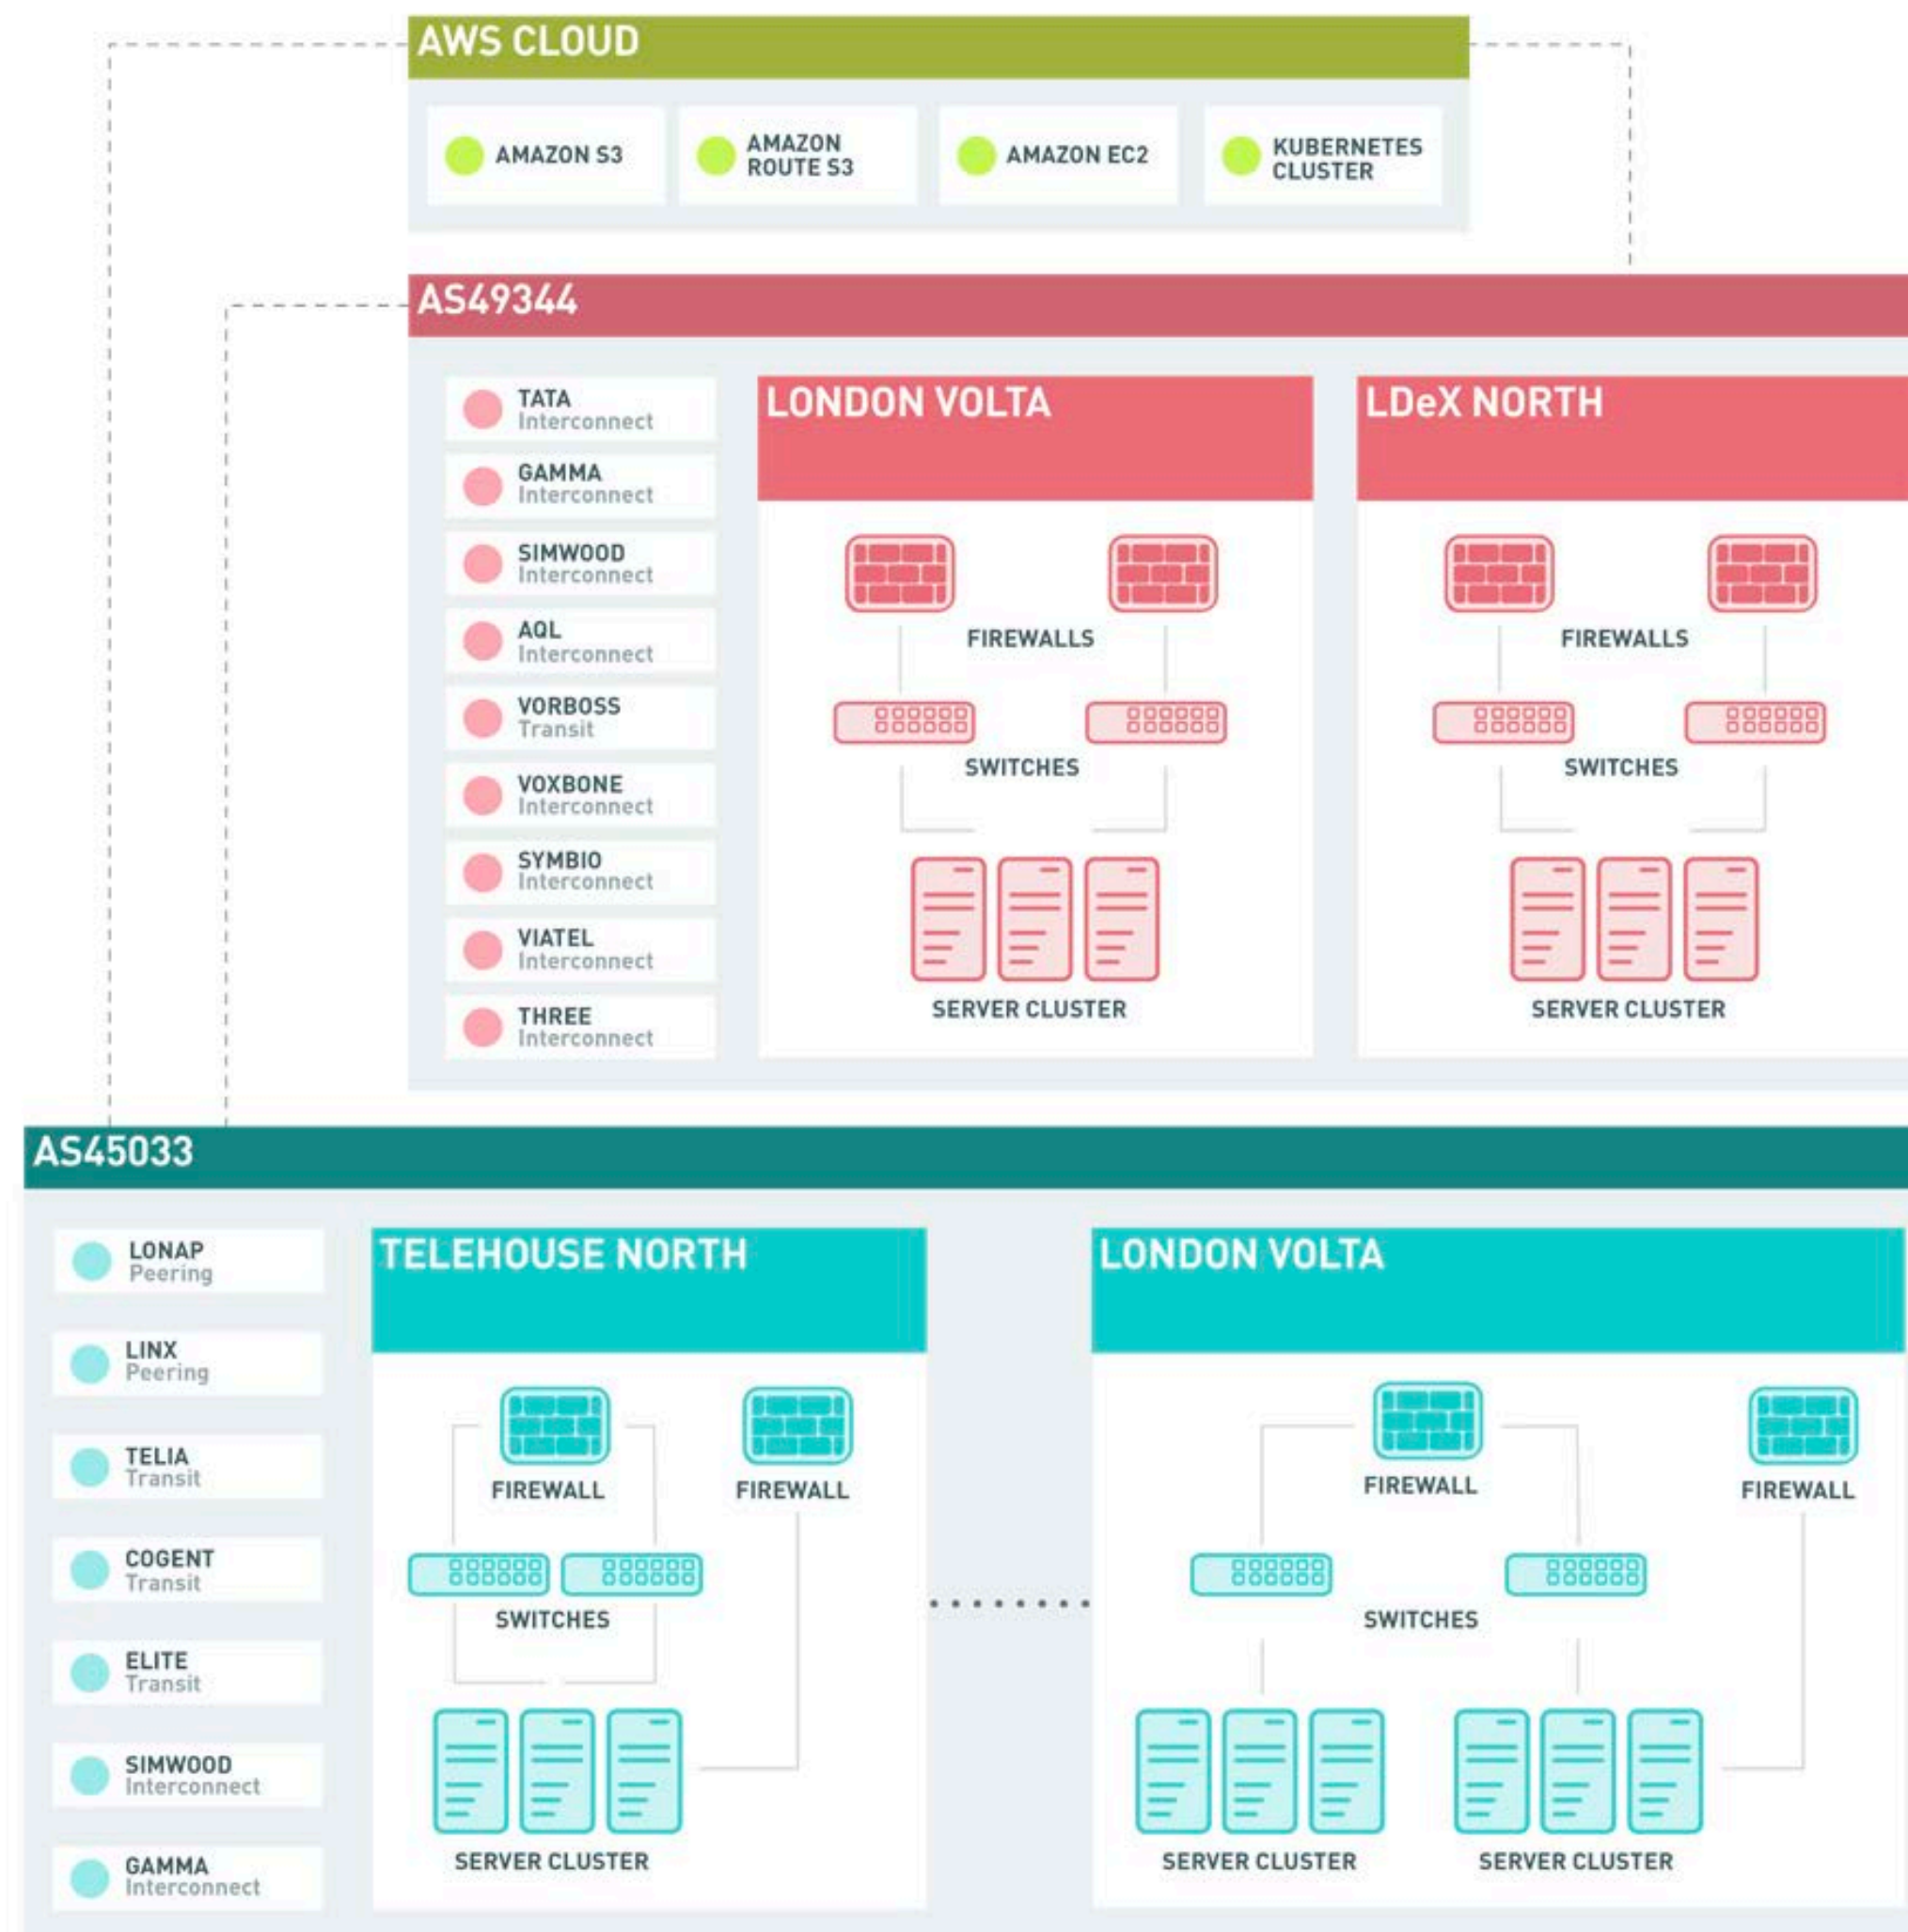 AWS CLOUD
AMAZON S3
AMAZON
ROUTE S3
AMAZON EC2
KUBERNETES
CLUSTER
AS49344
TATA
Interconnect
GAMMA
Interconnect
SIMWOOD
Interconnect
AQL
Interconnect
VORBOSS
Transit
VOXBONE
Interconnect
SYMBIO
Interconnect
VIATEL
Interconnect
THREE
Interconnect
LONDON VOLTA
FIREWALLS
SWITCHES
SERVER CLUSTER
LDeX NORTH
FIREWALLS
SWITCHES
SERVER CLUSTER
AS45033
LONAP
Peering
LINX
Peering
TELIA
Transit
COGENT
Transit
ELITE
Transit
SIMWOOD
Interconnect
GAMMA
Interconnect
TELEHOUSE NORTH
FIREWALL
FIREWALL
SWITCHES
SERVER CLUSTER
LONDON VOLTA
FIREWALL
FIREWALL
SWITCHES
SERVER CLUSTER
SERVER CLUSTER